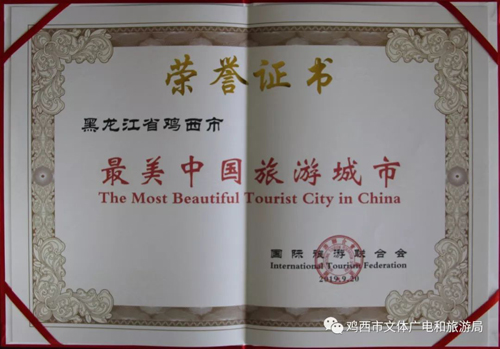 荣誉证书
黑龙江省鸡西市
最美中国旅游城市
The Most Beautiful Tourist City in China
国际旅游联合会
International Tourism Federation
2019.9.20
鸡西市文体广电和旅游局